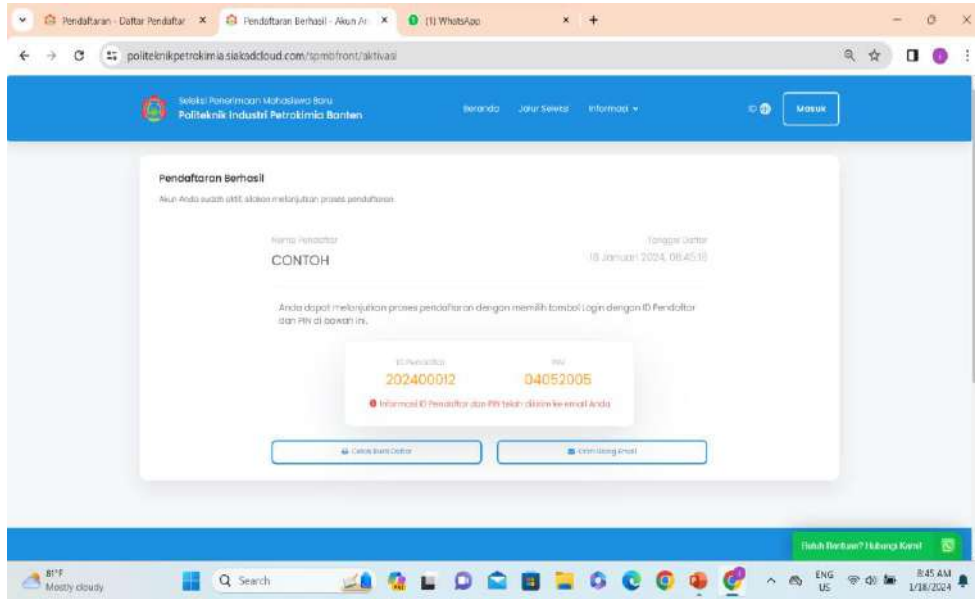 Pendaftaran - Daftar Pendaftar
Pendaftaran Berhasil - Akun An
(1) WhatsApp
politeknikpetrokimia.siakadcloud.com/spmbfront/aktivasi
Seleksi Penerimaan Mahasiswa Baru
Politeknik Industri Petrokimia Banten
Beranda
Jalur Seleksi
Informasi
ID
Masuk
Pendaftaran Berhasil
Akun Anda sudah aktif, silakan melanjutkan proses pendaftaran.
Nama Pendaftar
Tanggal Daftar
CONTOH
18 Januari 2024, 08:45:18
Anda dapat melanjutkan proses pendaftaran dengan memilih tombol Login dengan ID Pendaftar
dan PIN di bawah ini.
ID Pendaftar
PIN
202400012
04052005
Informasi ID Pendaftar dan PIN telah dikirim ke email Anda
Cetak Bukti Daftar
Kirim Ulang Email
Butuh Bantuan? Hubungi Kami!
81°F
Mostly cloudy
Search
ENG
US
8:45 AM
1/18/2024